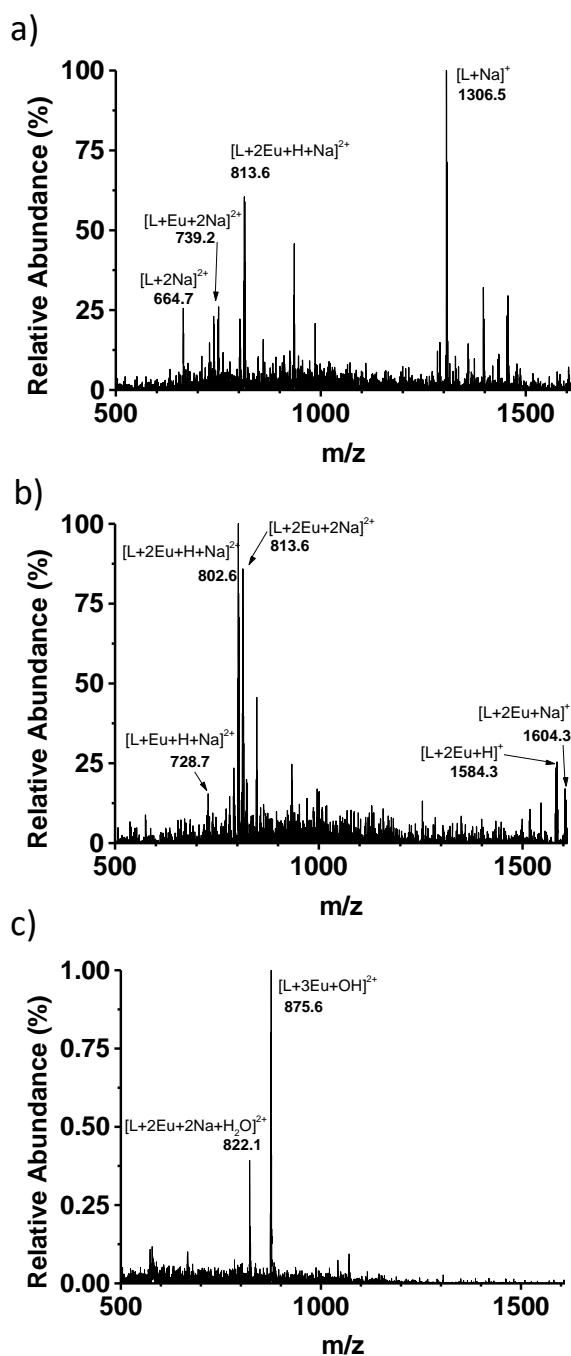 a)
100
75
50
25
0
Relative Abundance (%)
[L+Na]⁺
1306.5
[L+2Eu+H+Na]²⁺
813.6
[L+Eu+2Na]²⁺
739.2
[L+2Na]²⁺
664.7
500 1000 1500
m/z
b)
100
75
50
25
0
Relative Abundance (%)
[L+2Eu+H+Na]²⁺
802.6
[L+2Eu+2Na]²⁺
813.6
[L+Eu+H+Na]²⁺
728.7
[L+2Eu+Na]⁺
1604.3
[L+2Eu+H]⁺
1584.3
500 1000 1500
m/z
c)
1.00
0.75
0.50
0.25
0.00
Relative Abundance (%)
[L+3Eu+OH]²⁺
875.6
[L+2Eu+2Na+H₂O]²⁺
822.1
500 1000 1500
m/z